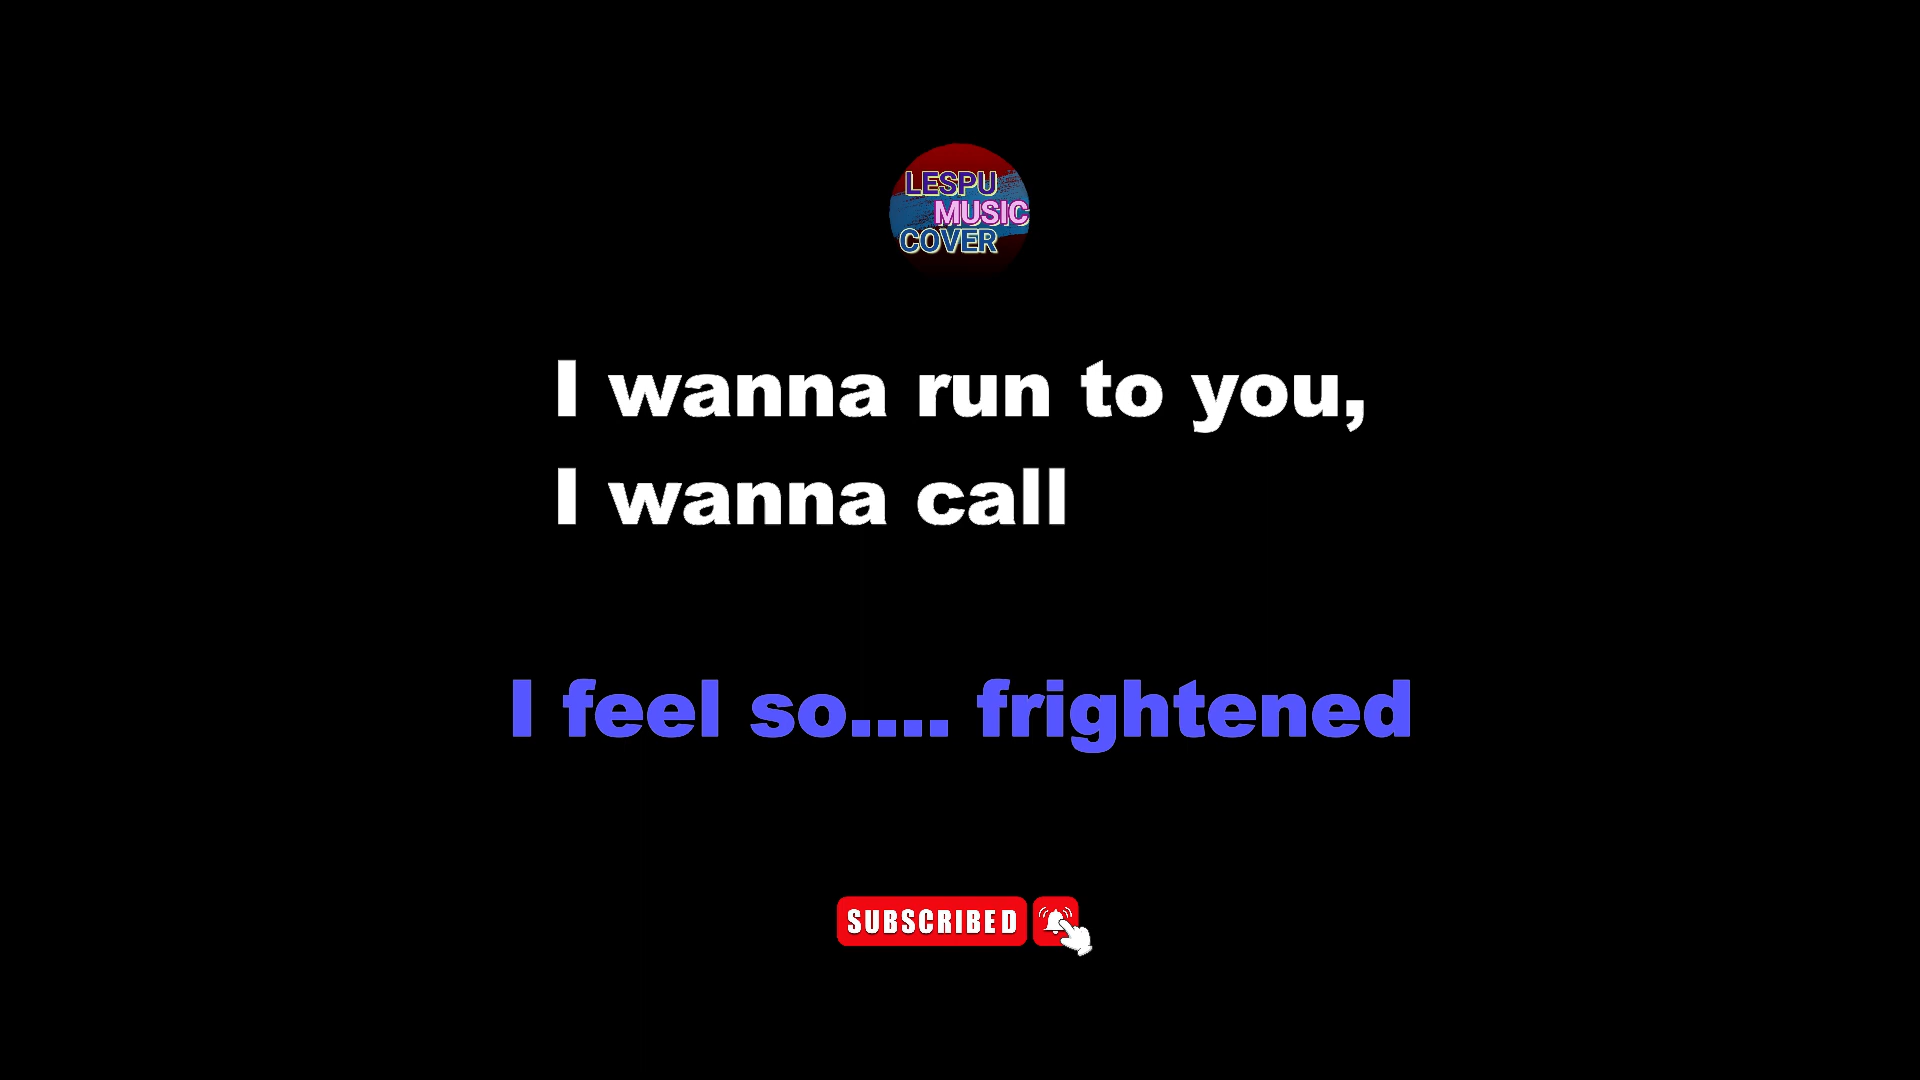 LESPU
MUSIC
COVER
I wanna run to you,
I wanna call
I feel so.... frightened
SUBSCRIBED